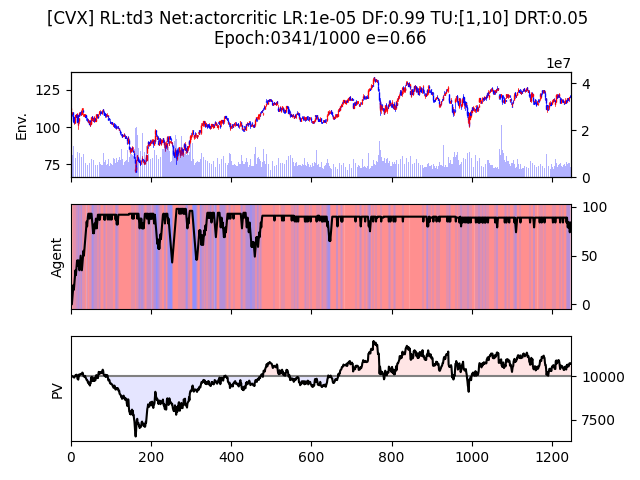 [CVX] RL:td3 Net:actorcritic LR:1e-05 DF:0.99 TU:[1,10] DRT:0.05
Epoch:0341/1000 e=0.66
1e7
125
100
75
Env.
4
2
0
Agent
100
50
0
PV
10000
7500
0 200 400 600 800 1000 1200